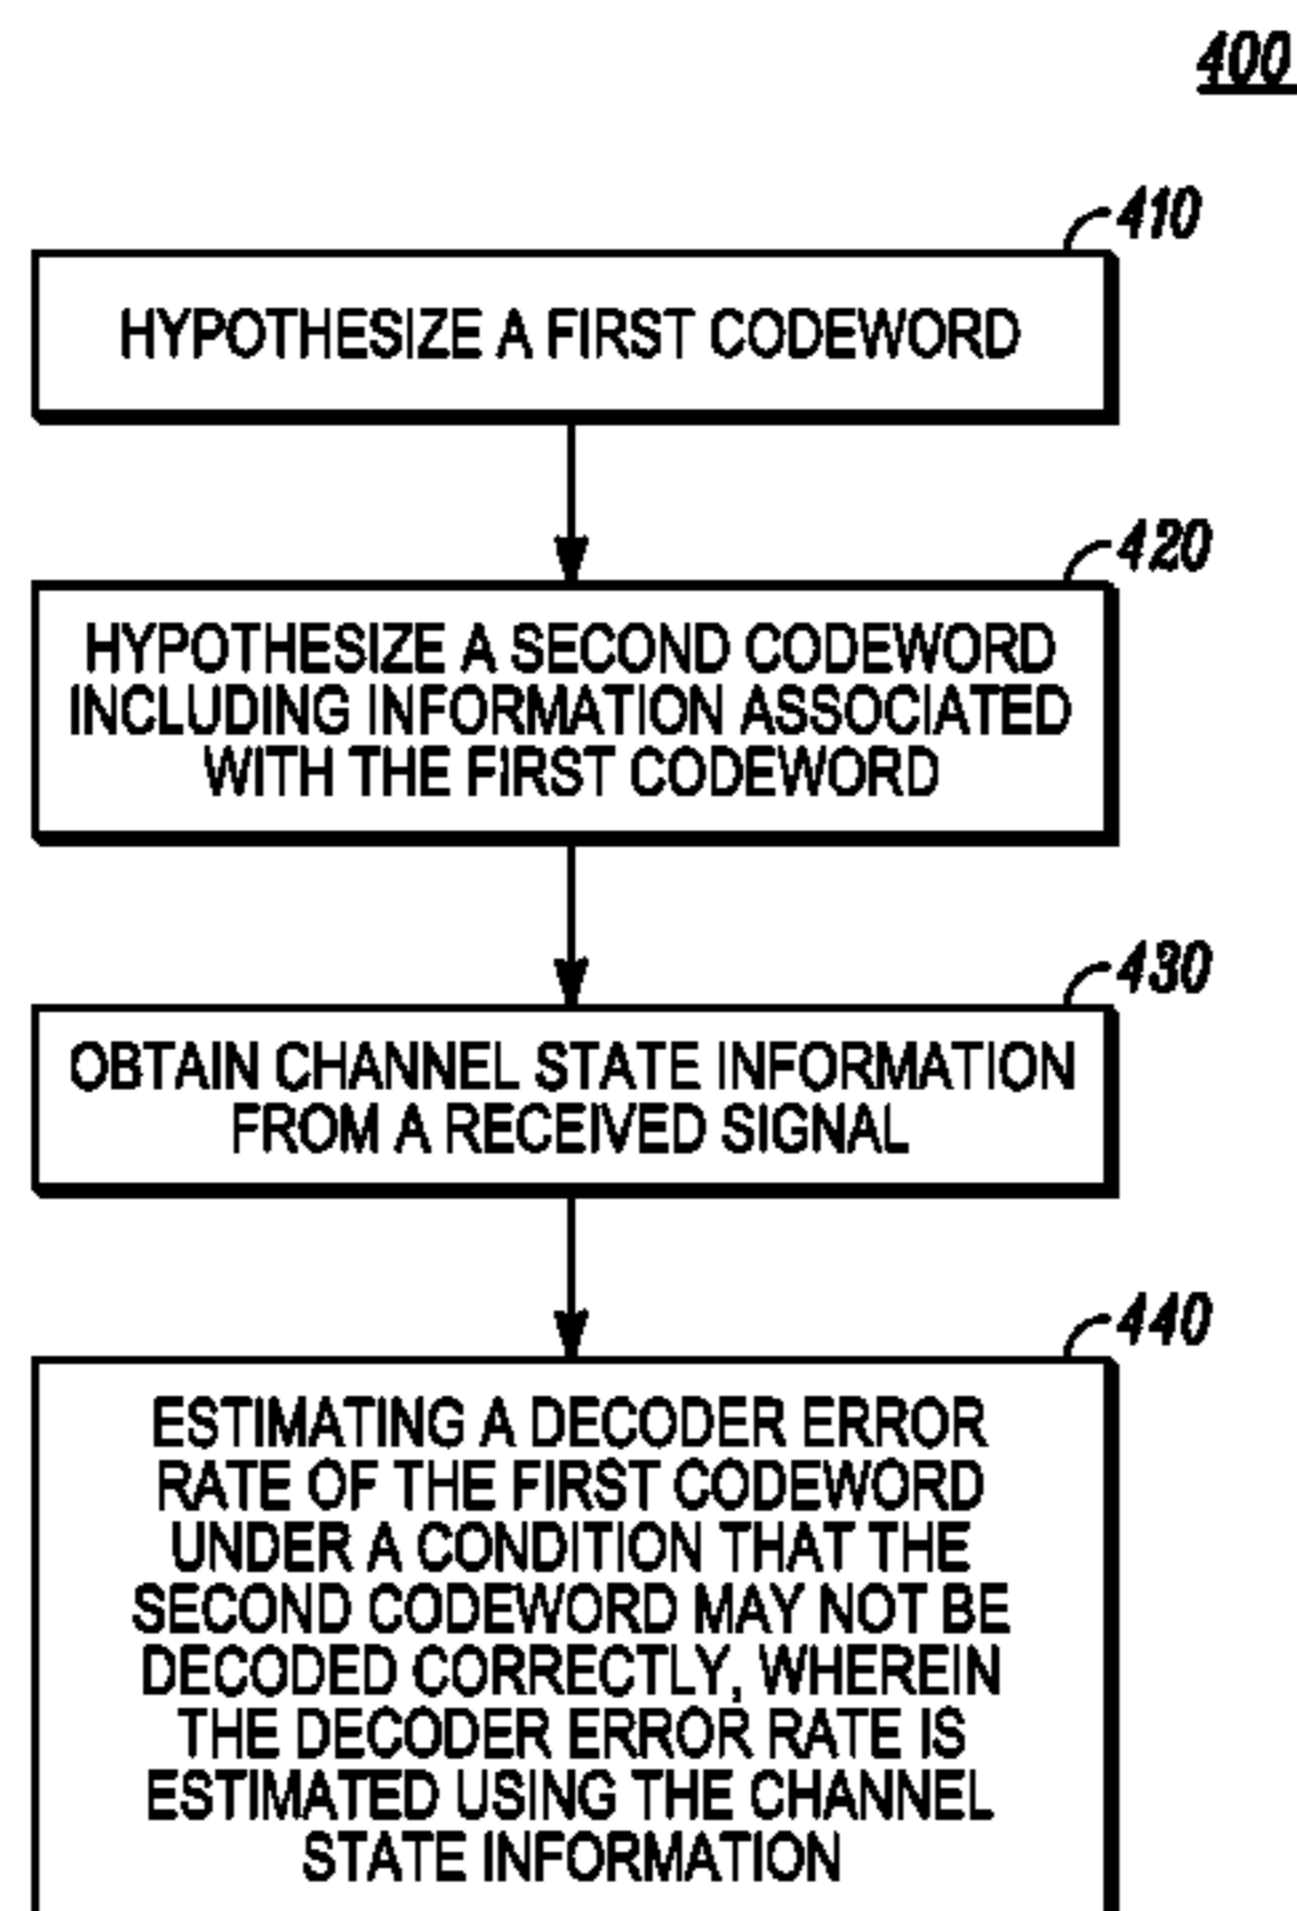 400
410
HYPOTHESIZE A FIRST CODEWORD
420
HYPOTHESIZE A SECOND CODEWORD
INCLUDING INFORMATION ASSOCIATED
WITH THE FIRST CODEWORD
430
OBTAIN CHANNEL STATE INFORMATION
FROM A RECEIVED SIGNAL
440
ESTIMATING A DECODER ERROR
RATE OF THE FIRST CODEWORD
UNDER A CONDITION THAT THE
SECOND CODEWORD MAY NOT BE
DECODED CORRECTLY, WHEREIN
THE DECODER ERROR RATE IS
ESTIMATED USING THE CHANNEL
STATE INFORMATION